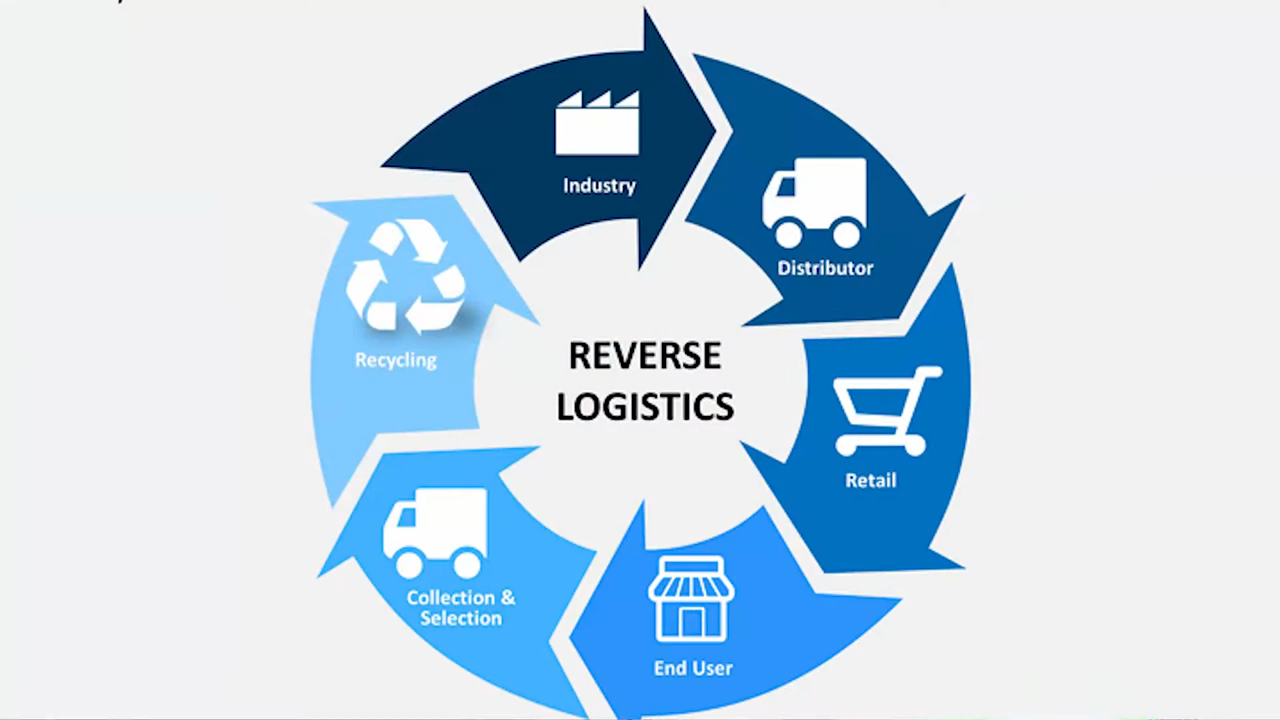 REVERSE
LOGISTICS
Industry
Distributor
Retail
End User
Collection &
Selection
Recycling